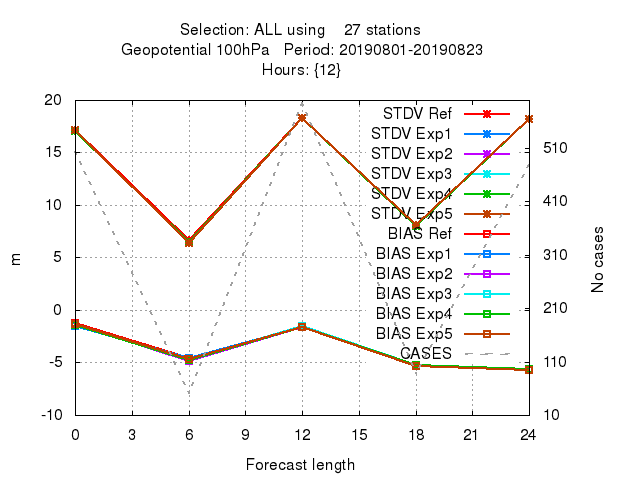 Selection: ALL using    27 stations
Geopotential 100hPa   Period: 20190801-20190823
Hours: {12}
20
15
10
5
0
-5
-10
m
STDV Ref
STDV Exp1
STDV Exp2
STDV Exp3
STDV Exp4
STDV Exp5
BIAS Ref
BIAS Exp1
BIAS Exp2
BIAS Exp3
BIAS Exp4
BIAS Exp5
CASES
510
410
310
210
110
10
No cases
0 3 6 9 12 15 18 21 24
Forecast length